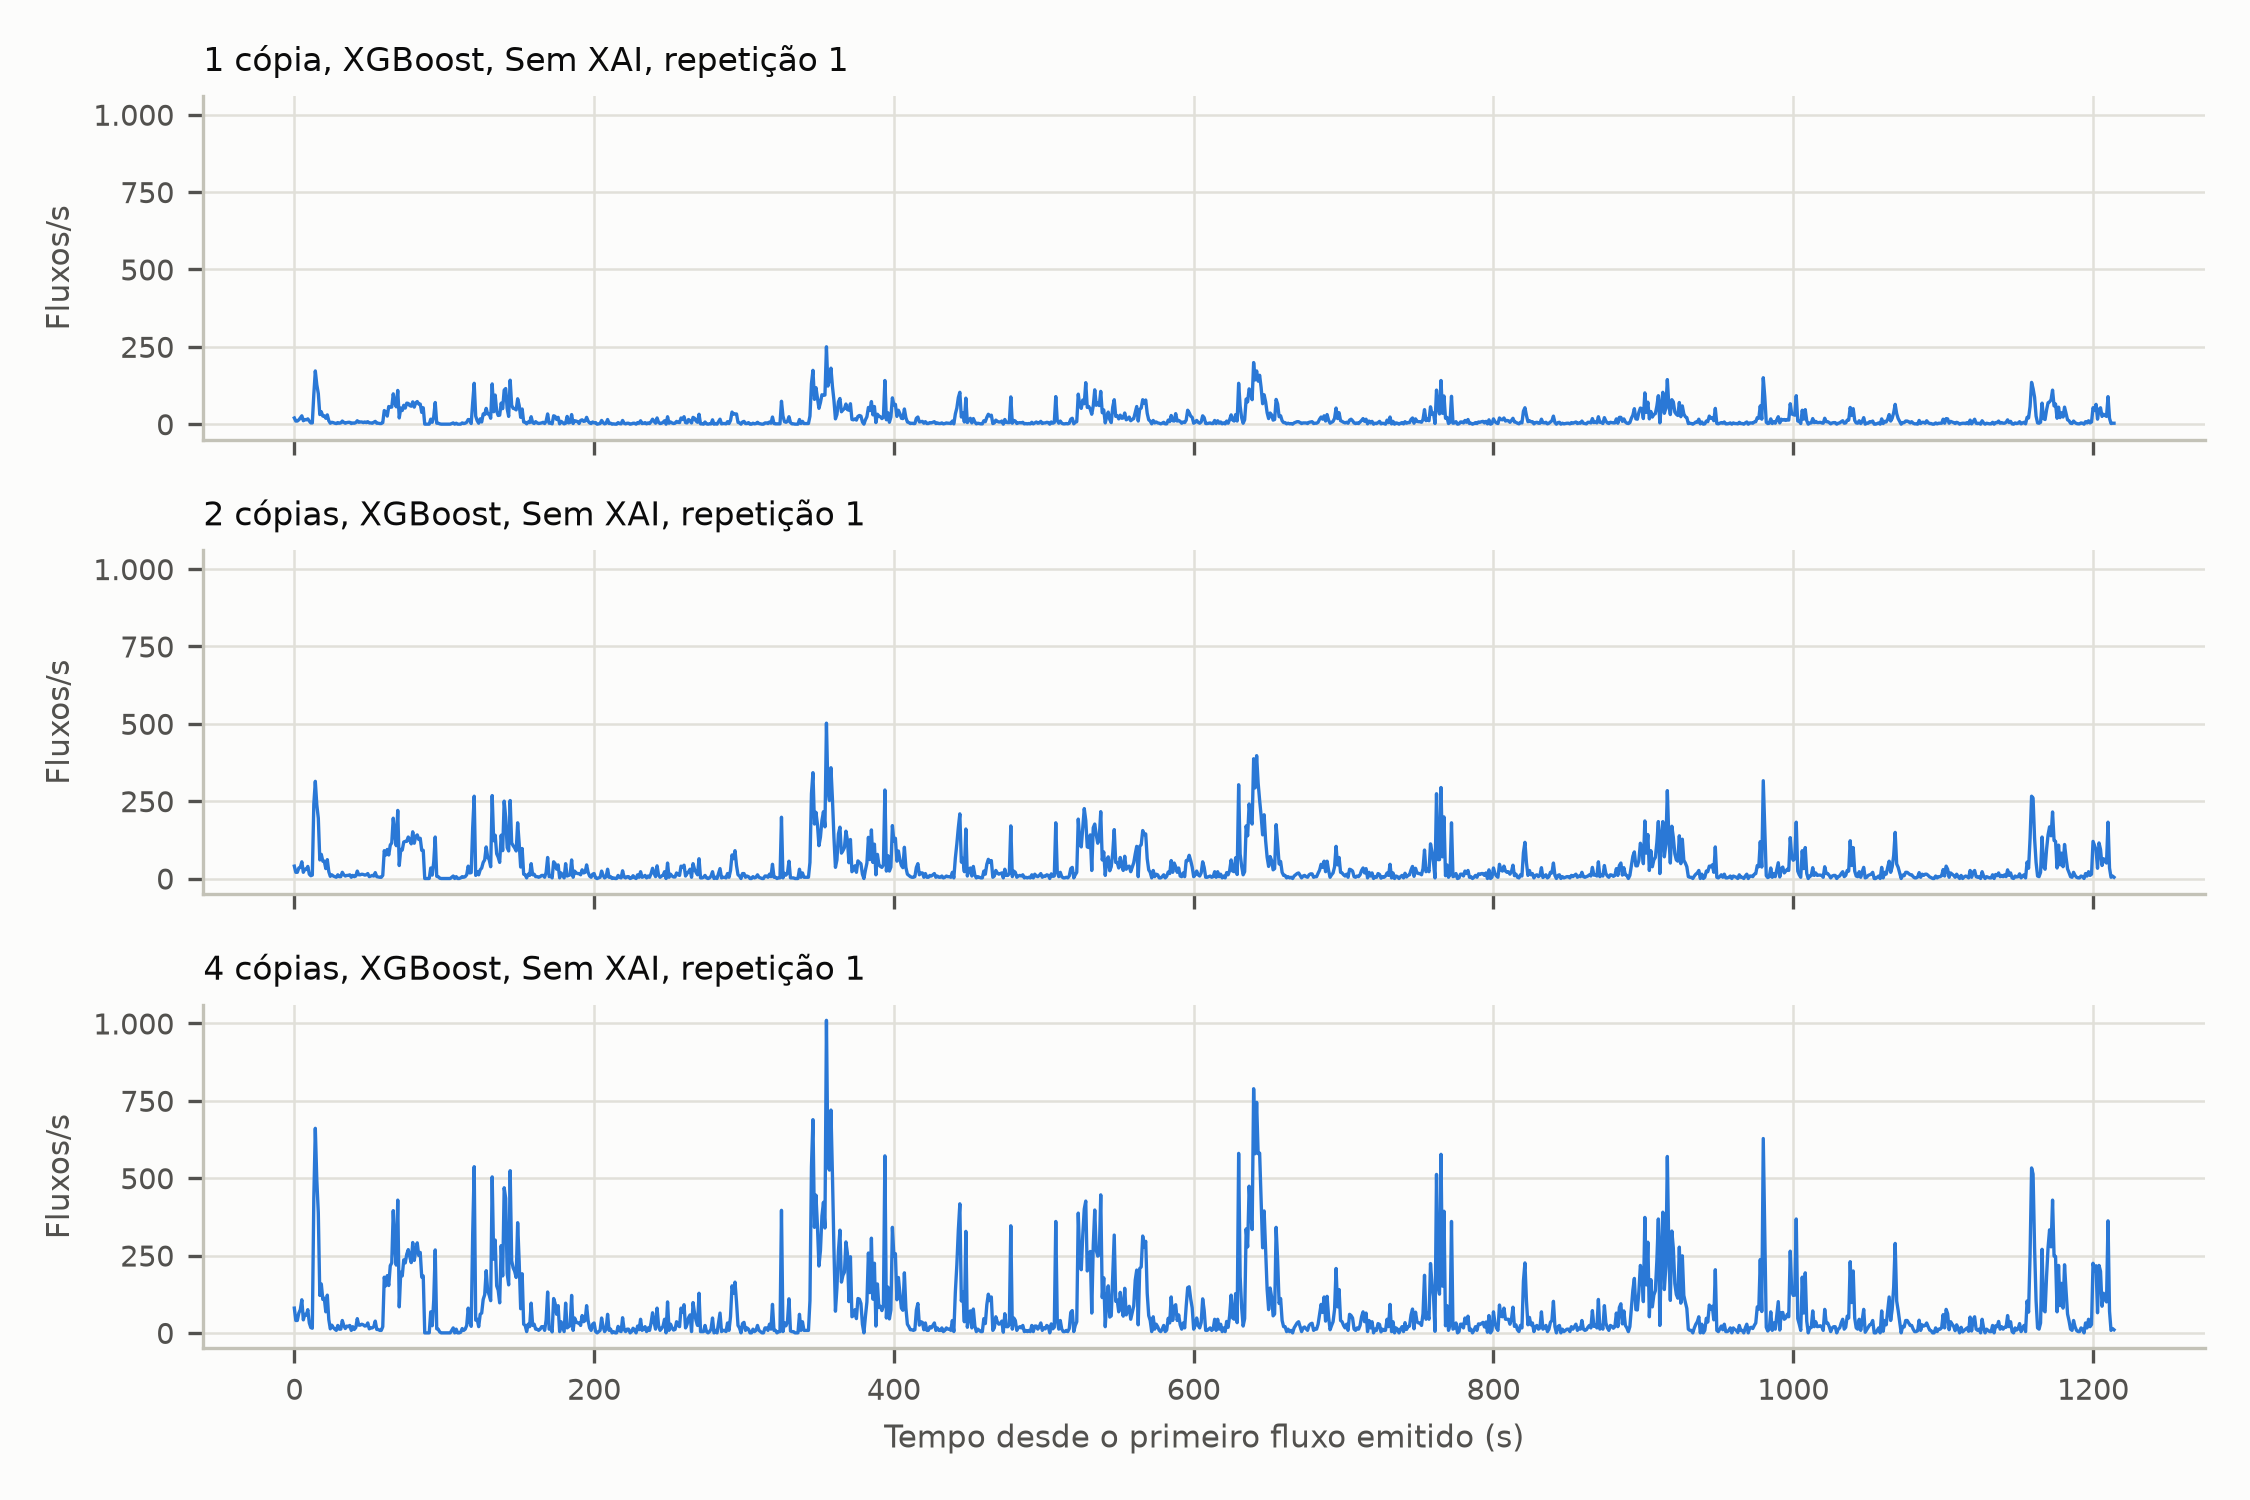 1 cópia, XGBoost, Sem XAI, repetição 1
1.000
750
500
250
0
Fluxos/s
2 cópias, XGBoost, Sem XAI, repetição 1
1.000
750
500
250
0
Fluxos/s
4 cópias, XGBoost, Sem XAI, repetição 1
1.000
750
500
250
0
Fluxos/s
0 200 400 600 800 1000 1200
Tempo desde o primeiro fluxo emitido (s)